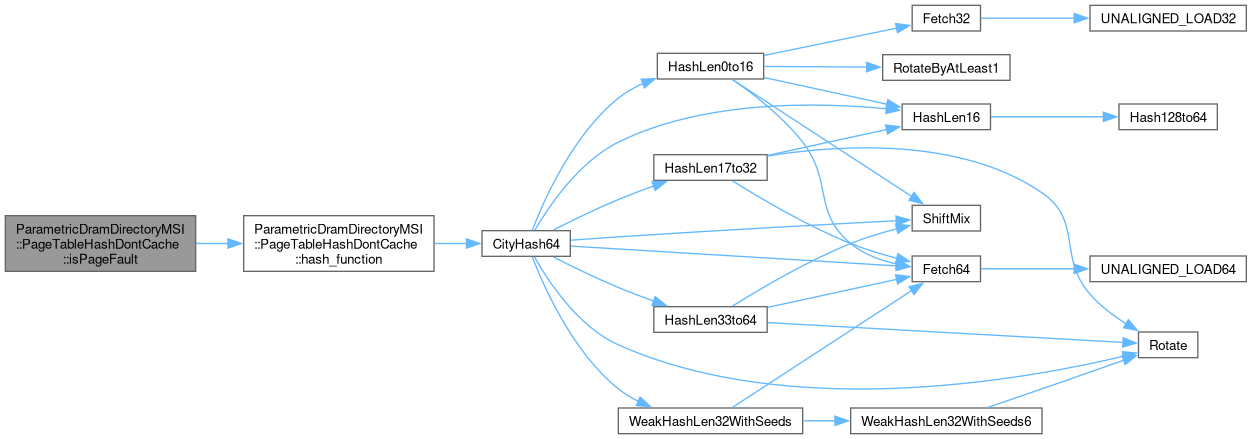 ParametricDramDirectoryMSI
::PageTableHashDontCache
::isPageFault
ParametricDramDirectoryMSI
::PageTableHashDontCache
::hash_function
CityHash64
HashLen0to16
HashLen17to32
HashLen33to64
WeakHashLen32WithSeeds
Fetch32
RotateByAtLeast1
HashLen16
ShiftMix
Fetch64
WeakHashLen32WithSeeds6
UNALIGNED_LOAD32
Hash128to64
UNALIGNED_LOAD64
Rotate